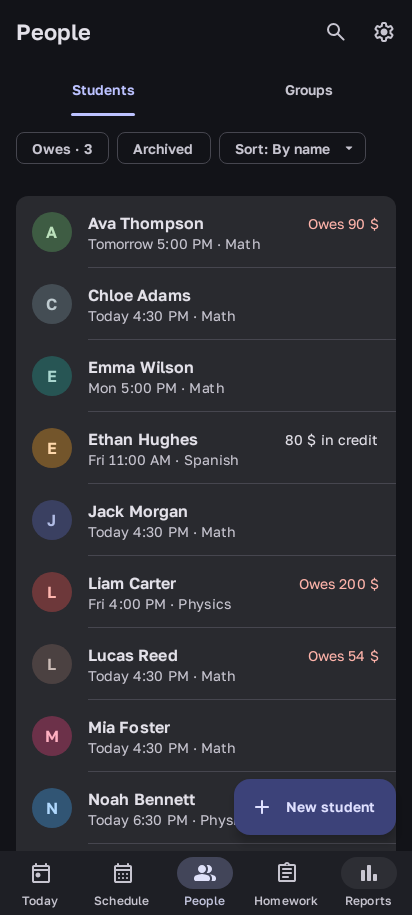 People
Students
Groups
Owes · 3
Archived
Sort: By name
A
Ava Thompson
Owes 90 $
Tomorrow 5:00 PM · Math
C
Chloe Adams
Today 4:30 PM · Math
E
Emma Wilson
Mon 5:00 PM · Math
E
Ethan Hughes
80 $ in credit
Fri 11:00 AM · Spanish
J
Jack Morgan
Today 4:30 PM · Math
L
Liam Carter
Owes 200 $
Fri 4:00 PM · Physics
L
Lucas Reed
Owes 54 $
Today 4:30 PM · Math
M
Mia Foster
Today 4:30 PM · Math
N
Noah Bennett
Today 6:30 PM ·
New student
Today
Schedule
People
Homework
Reports